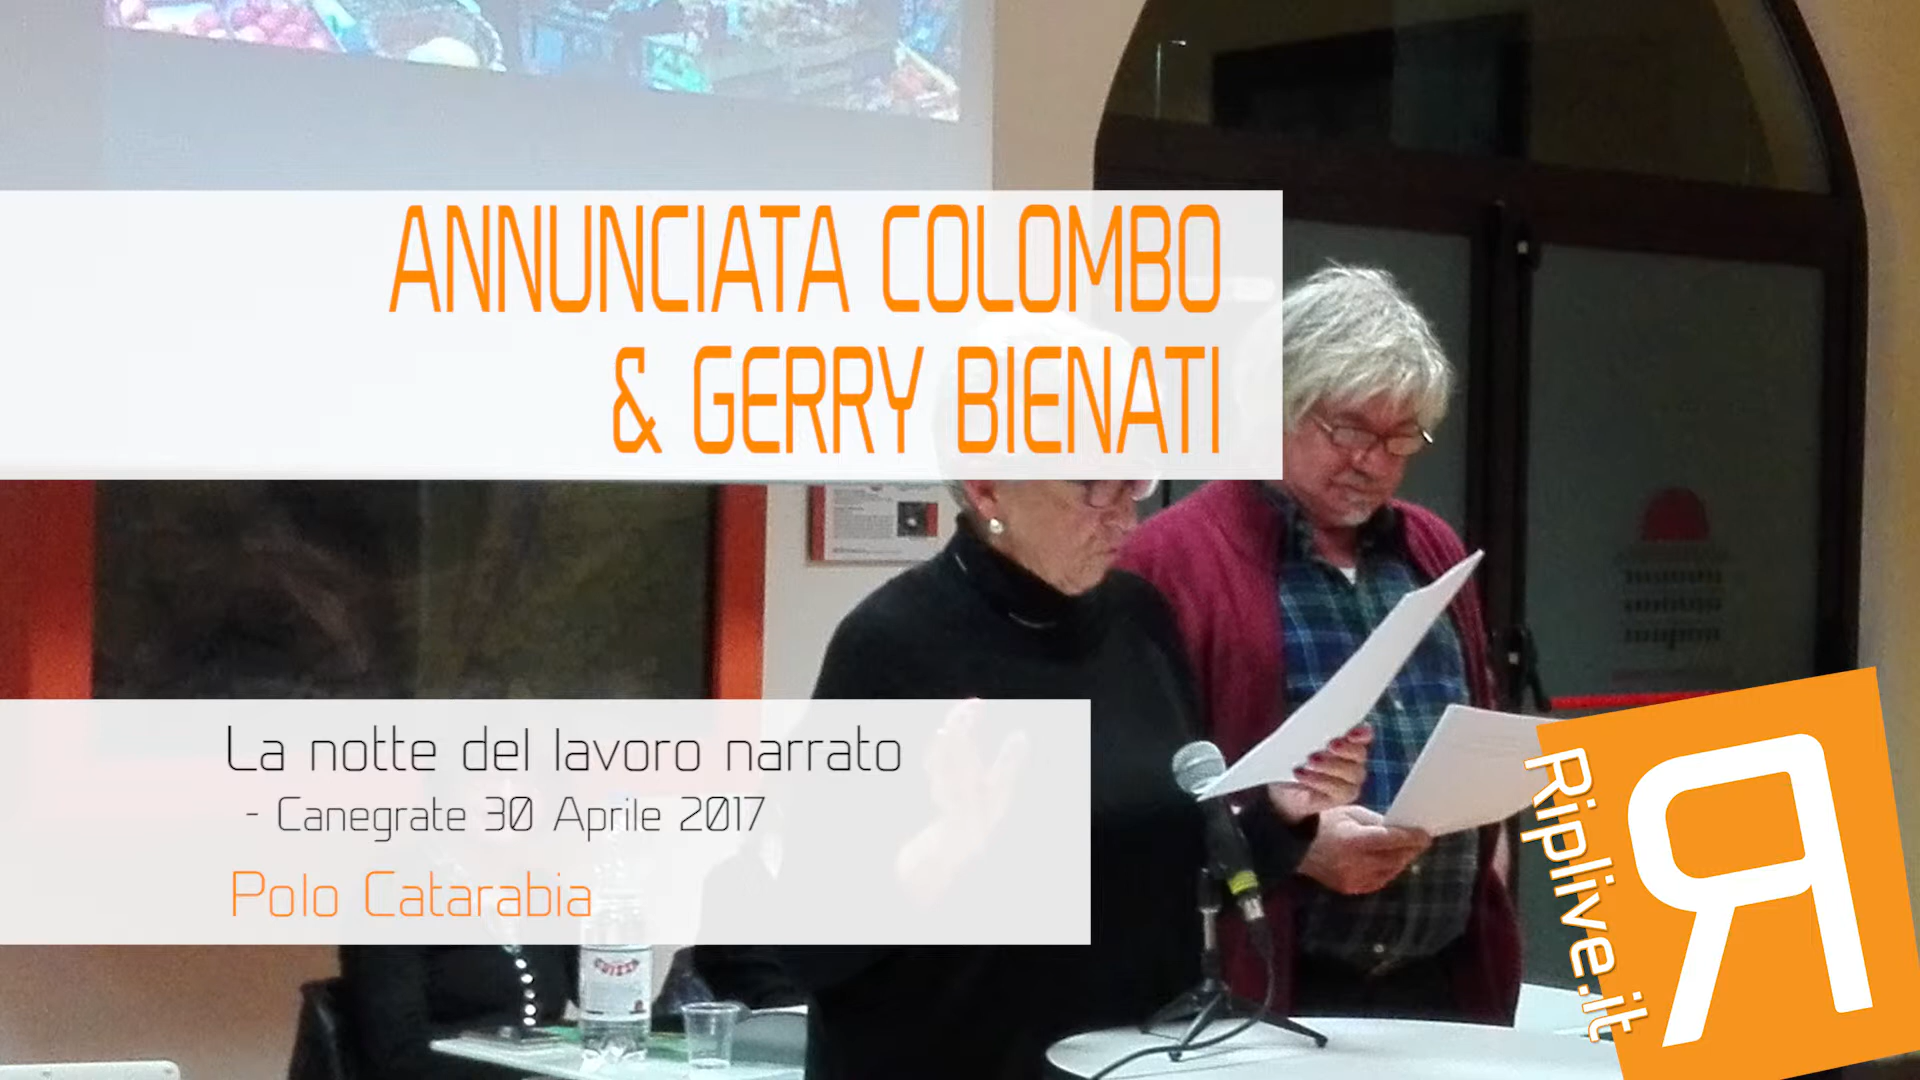 ANNUNCIATA COLOMBO
& GERRY BIENATI
La notte del lavoro narrato
- Canegrate 30 Aprile 2017
Polo Catarabia
Riplive.it